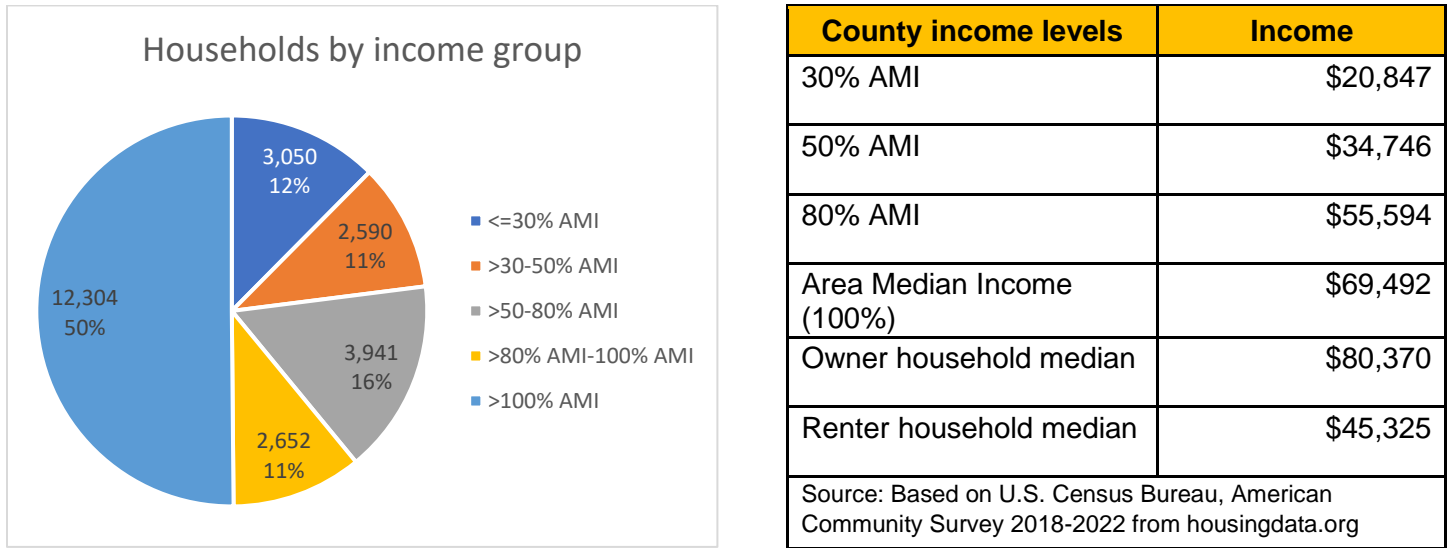 Households by income group
3,050
12%
2,590
11%
3,941
16%
2,652
11%
12,304
50%
<=30% AMI
>30-50% AMI
>50-80% AMI
>80% AMI-100% AMI
>100% AMI
County income levels Income
30% AMI $20,847
50% AMI $34,746
80% AMI $55,594
Area Median Income
(100%) $69,492
Owner household median $80,370
Renter household median $45,325
Source: Based on U.S. Census Bureau, American
Community Survey 2018-2022 from housingdata.org